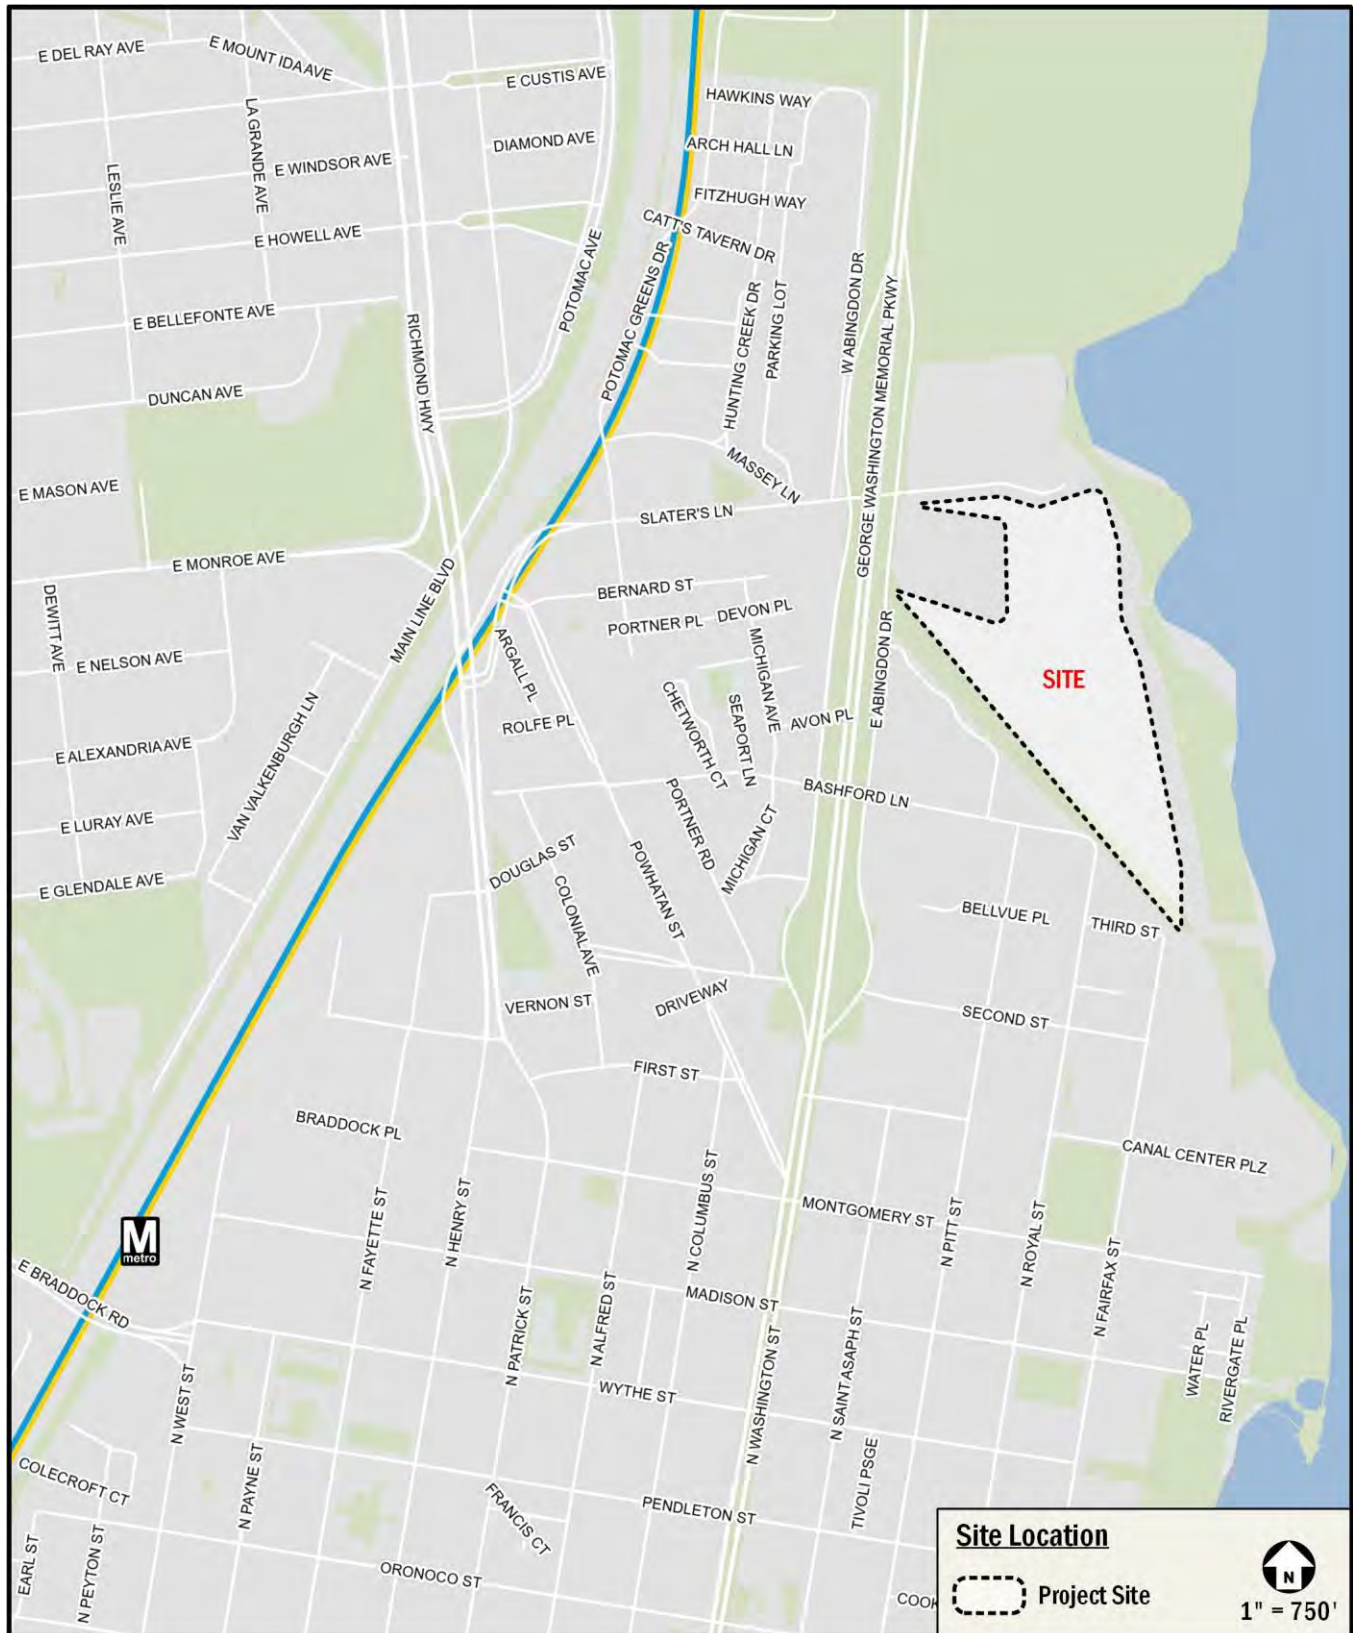 E DEL RAY AVE
E MOUNT IDA AVE
E CUSTIS AVE
HAWKINS WAY
LA GRANDE AVE
DIAMOND AVE
ARCH HALL LN
E WINDSOR AVE
LESLIE AVE
FITZHUGH WAY
CATT'S TAVERN DR
E HOWELL AVE
POTOMAC AVE
POTOMAC GREENS DR
W ABINGDON DR
GEORGE WASHINGTON MEMORIAL PKWY
HUNTING CREEK DR
PARKING LOT
E BELLEFONTE AVE
RICHMOND HWY
DUNCAN AVE
MASSEY LN
E MASON AVE
SLATER'S LN
E MONROE AVE
MAIN LINE BLVD
BERNARD ST
DEWITT AVE
PORTNER PL
DEVON PL
ARGALL PL
MICHIGAN AVE
E ABINGDON DR
E NELSON AVE
SITE
CHETWORTH CT
SEAPORT LN
AVON PL
ROLFE PL
VAN VALKENBURGH LN
E ALEXANDRIA AVE
BASHFORD LN
PORTNER RD
MICHIGAN CT
E LURAY AVE
DOUGLAS ST
POWHATAN ST
E GLENDALE AVE
COLONIAL AVE
BELLVUE PL
THIRD ST
VERNON ST
DRIVEWAY
SECOND ST
FIRST ST
BRADDOCK PL
CANAL CENTER PLZ
N FAYETTE ST
N HENRY ST
N COLUMBUS ST
MONTGOMERY ST
N PITT ST
N ROYAL ST
N FAIRFAX ST
M
metro
E BRADDOCK RD
MADISON ST
N PATRICK ST
N ALFRED ST
N WASHINGTON ST
N SAINT ASAPH ST
WATER PL
RIVERGATE PL
N WEST ST
WYTHE ST
N PAYNE ST
TIVOLI PSGE
COLECROFT CT
FRANCIS CT
PENDLETON ST
EARL ST
N PEYTON ST
ORONOCO ST
COOK
Site Location
Project Site
N
1" = 750'